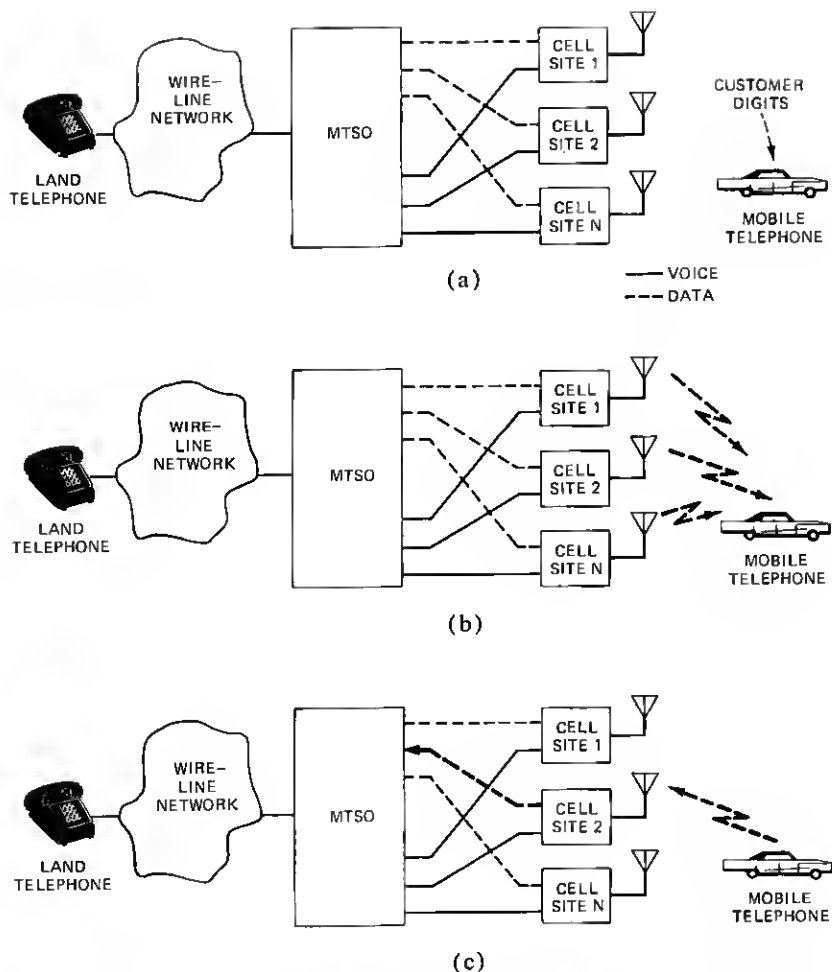 WIRE-
LINE
NETWORK
LAND
TELEPHONE
MTSO
CELL
SITE 1
CELL
SITE 2
CELL
SITE N
CUSTOMER
DIGITS
MOBILE
TELEPHONE
(a)
VOICE
DATA
WIRE-
LINE
NETWORK
LAND
TELEPHONE
MTSO
CELL
SITE 1
CELL
SITE 2
CELL
SITE N
MOBILE
TELEPHONE
(b)
WIRE-
LINE
NETWORK
LAND
TELEPHONE
MTSO
CELL
SITE 1
CELL
SITE 2
CELL
SITE N
MOBILE
TELEPHONE
(c)